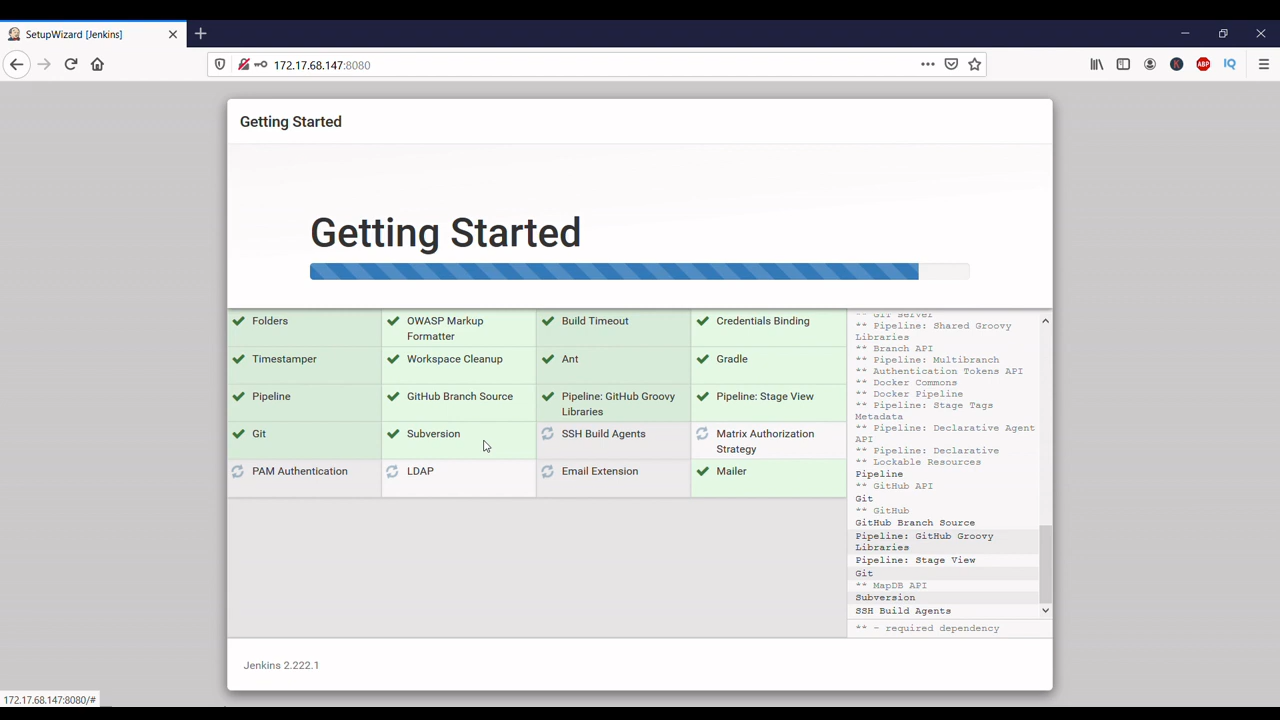 SetupWizard [Jenkins]
172.17.68.147:8080
ABP
IQ
Getting Started
Getting Started
Folders
OWASP Markup
Formatter
Build Timeout
Credentials Binding
Timestamper
Workspace Cleanup
Ant
Gradle
Pipeline
GitHub Branch Source
Pipeline: GitHub Groovy
Libraries
Pipeline: Stage View
Git
Subversion
SSH Build Agents
Matrix Authorization
Strategy
PAM Authentication
LDAP
Email Extension
Mailer
** Git Server
** Pipeline: Shared Groovy
Libraries
** Branch API
** Pipeline: Multibranch
** Authentication Tokens API
** Docker Commons
** Docker Pipeline
** Pipeline: Stage Tags
Metadata
** Pipeline: Declarative Agent
API
** Pipeline: Declarative
** Lockable Resources
Pipeline
** GitHub API
Git
** GitHub
GitHub Branch Source
Pipeline: GitHub Groovy
Libraries
Pipeline: Stage View
Git
** MapDB API
Subversion
SSH Build Agents
** - required dependency
Jenkins 2.222.1
172.17.68.147:8080/#